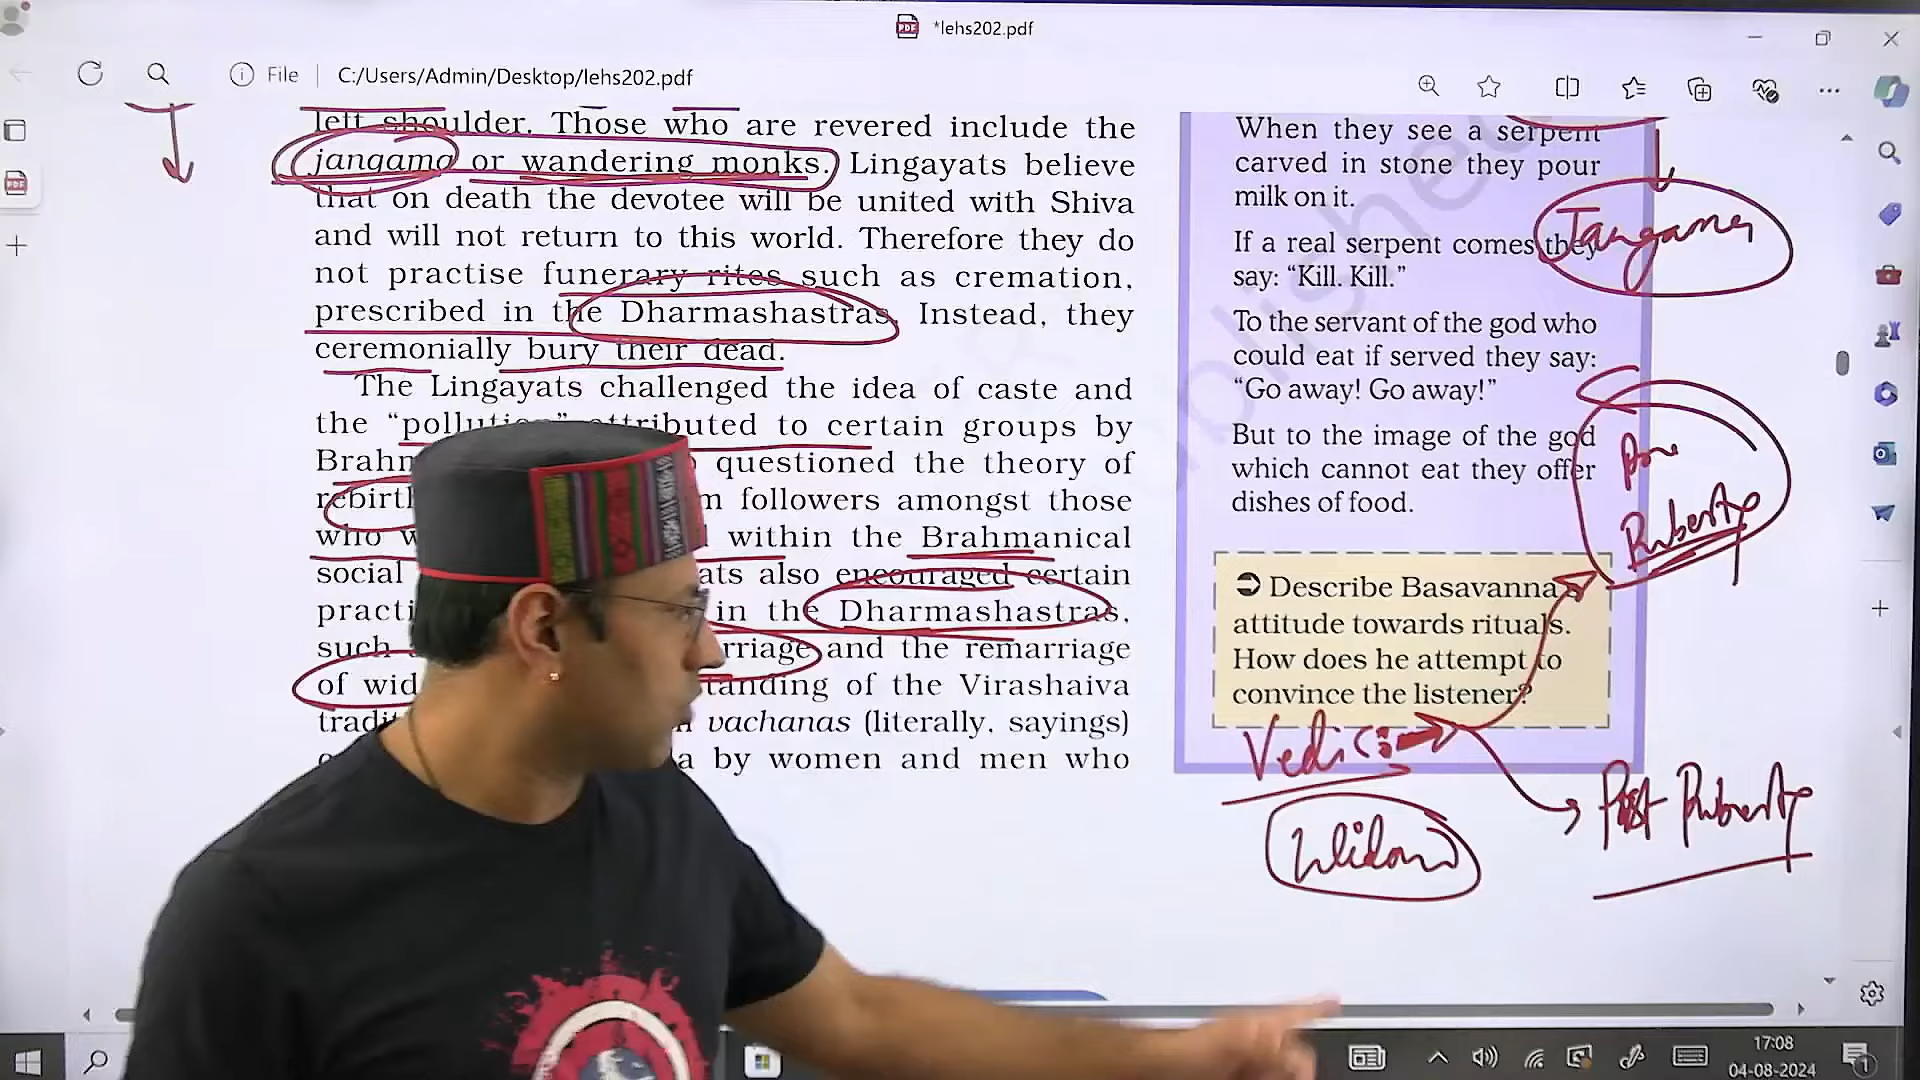 *lehs202.pdf
File
C:/Users/Admin/Desktop/lehs202.pdf
left shoulder. Those who are revered include the
jangama or wandering monks. Lingayats believe
that on death the devotee will be united with Shiva
and will not return to this world. Therefore they do
not practise funerary rites such as cremation,
prescribed in the Dharmashastras. Instead, they
ceremonially bury their dead.
The Lingayats challenged the idea of caste and
the “pollution” attributed to certain groups by
questioned the theory of
followers amongst those
who within the Brahmanical
social also encouraged certain
in the Dharmashastras,
such and the remarriage
of of the Virashaiva
vachanas (literally, sayings)
by women and men who
When they see a serpent
carved in stone they pour
milk on it.
If a real serpent comes they
say: “Kill. Kill.”
To the servant of the god who
could eat if served they say:
“Go away! Go away!”
But to the image of the god
which cannot eat they offer
dishes of food.
Describe Basavanna
attitude towards rituals.
How does he attempt to
convince the listener?
Jangama
Puberty
Vedic
Widow
Post Puberty
17:08
04-08-2024
1